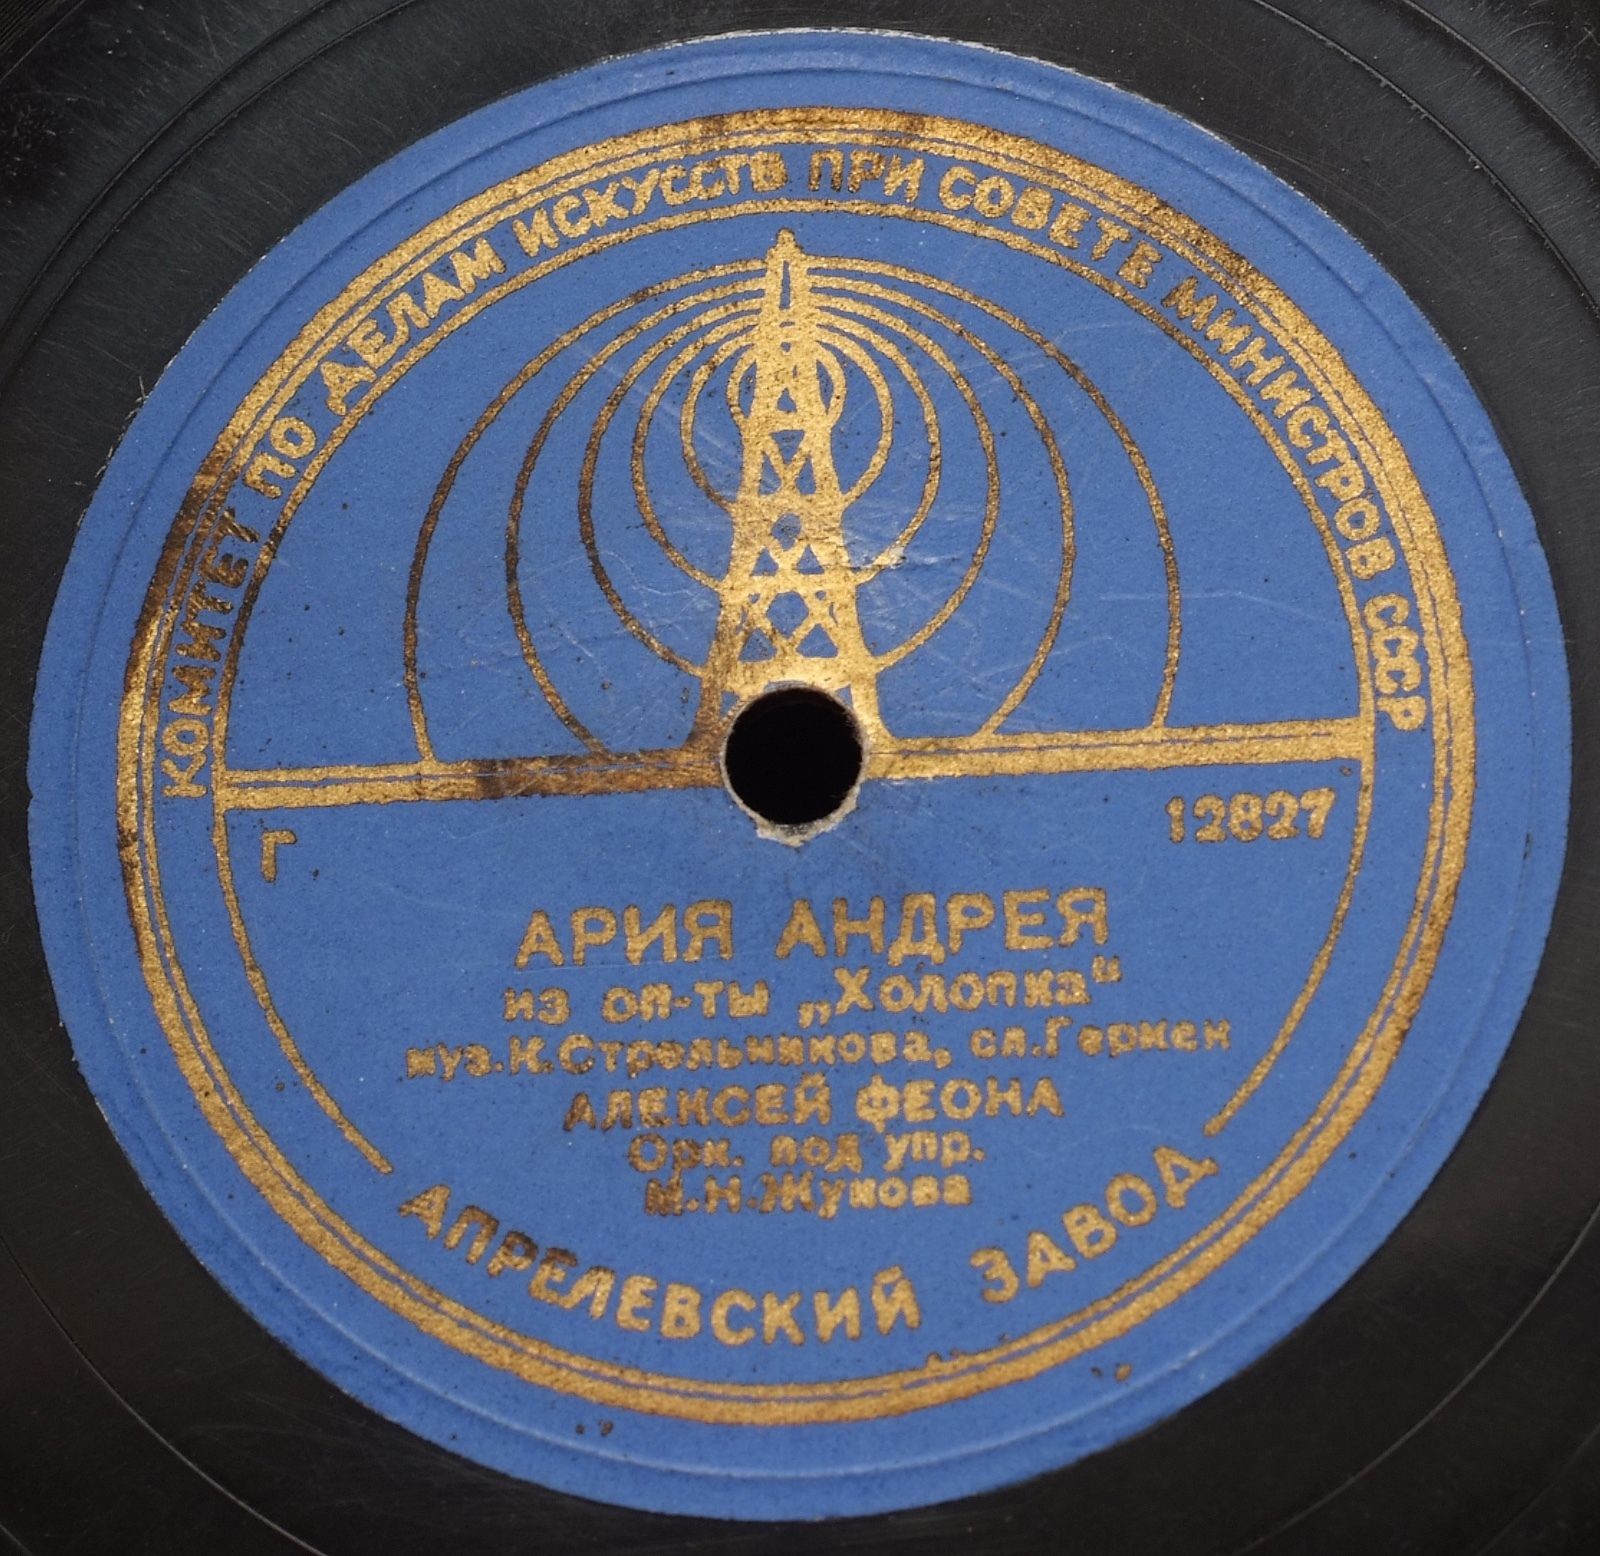 КОМИТЕТ ПО ДЕЛАМ ИСКУССТВ ПРИ СОВЕТЕ МИНИСТРОВ СССР
Г 12827
АРИЯ АНДРЕЯ
из оп-ты „Холопка“
муз.К.Стрельникова, сл.Геркен
АЛЕКСЕЙ ФЕОНА
Орк. под упр.
М.Н.Жукова
АПРЕЛЕВСКИЙ ЗАВОД